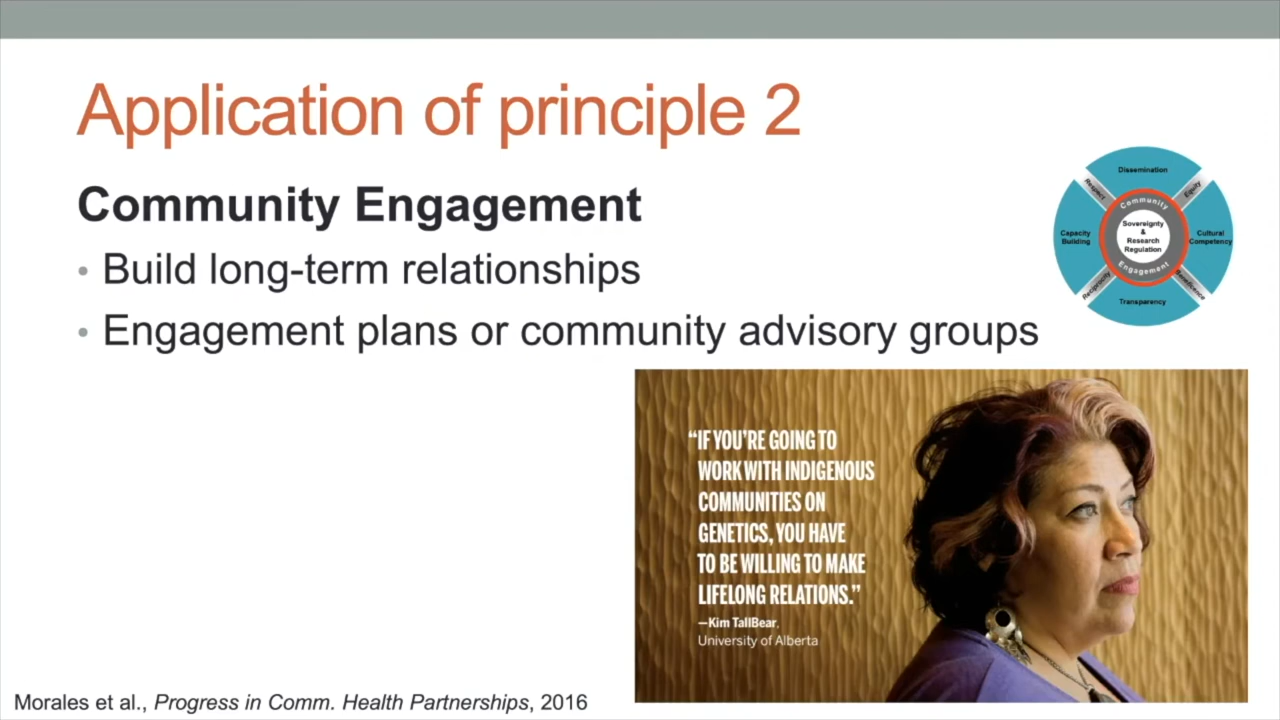 Application of principle 2
Community Engagement
• Build long-term relationships
• Engagement plans or community advisory groups
Dissemination
Respect
Equity
Community
Capacity
Building
Sovereignty
&
Research
Regulation
Cultural
Competency
Engagement
Reciprocity
Beneficence
Transparency
“IF YOU’RE GOING TO
WORK WITH INDIGENOUS
COMMUNITIES ON
GENETICS, YOU HAVE
TO BE WILLING TO MAKE
LIFELONG RELATIONS.”
—Kim TallBear,
University of Alberta
Morales et al., Progress in Comm. Health Partnerships, 2016